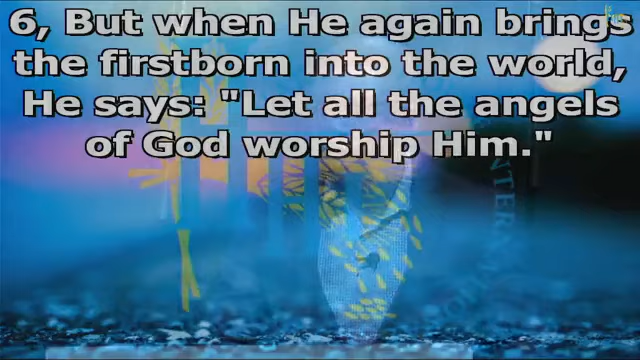 6, But when He again brings
the firstborn into the world,
He says: "Let all the angels
of God worship Him."